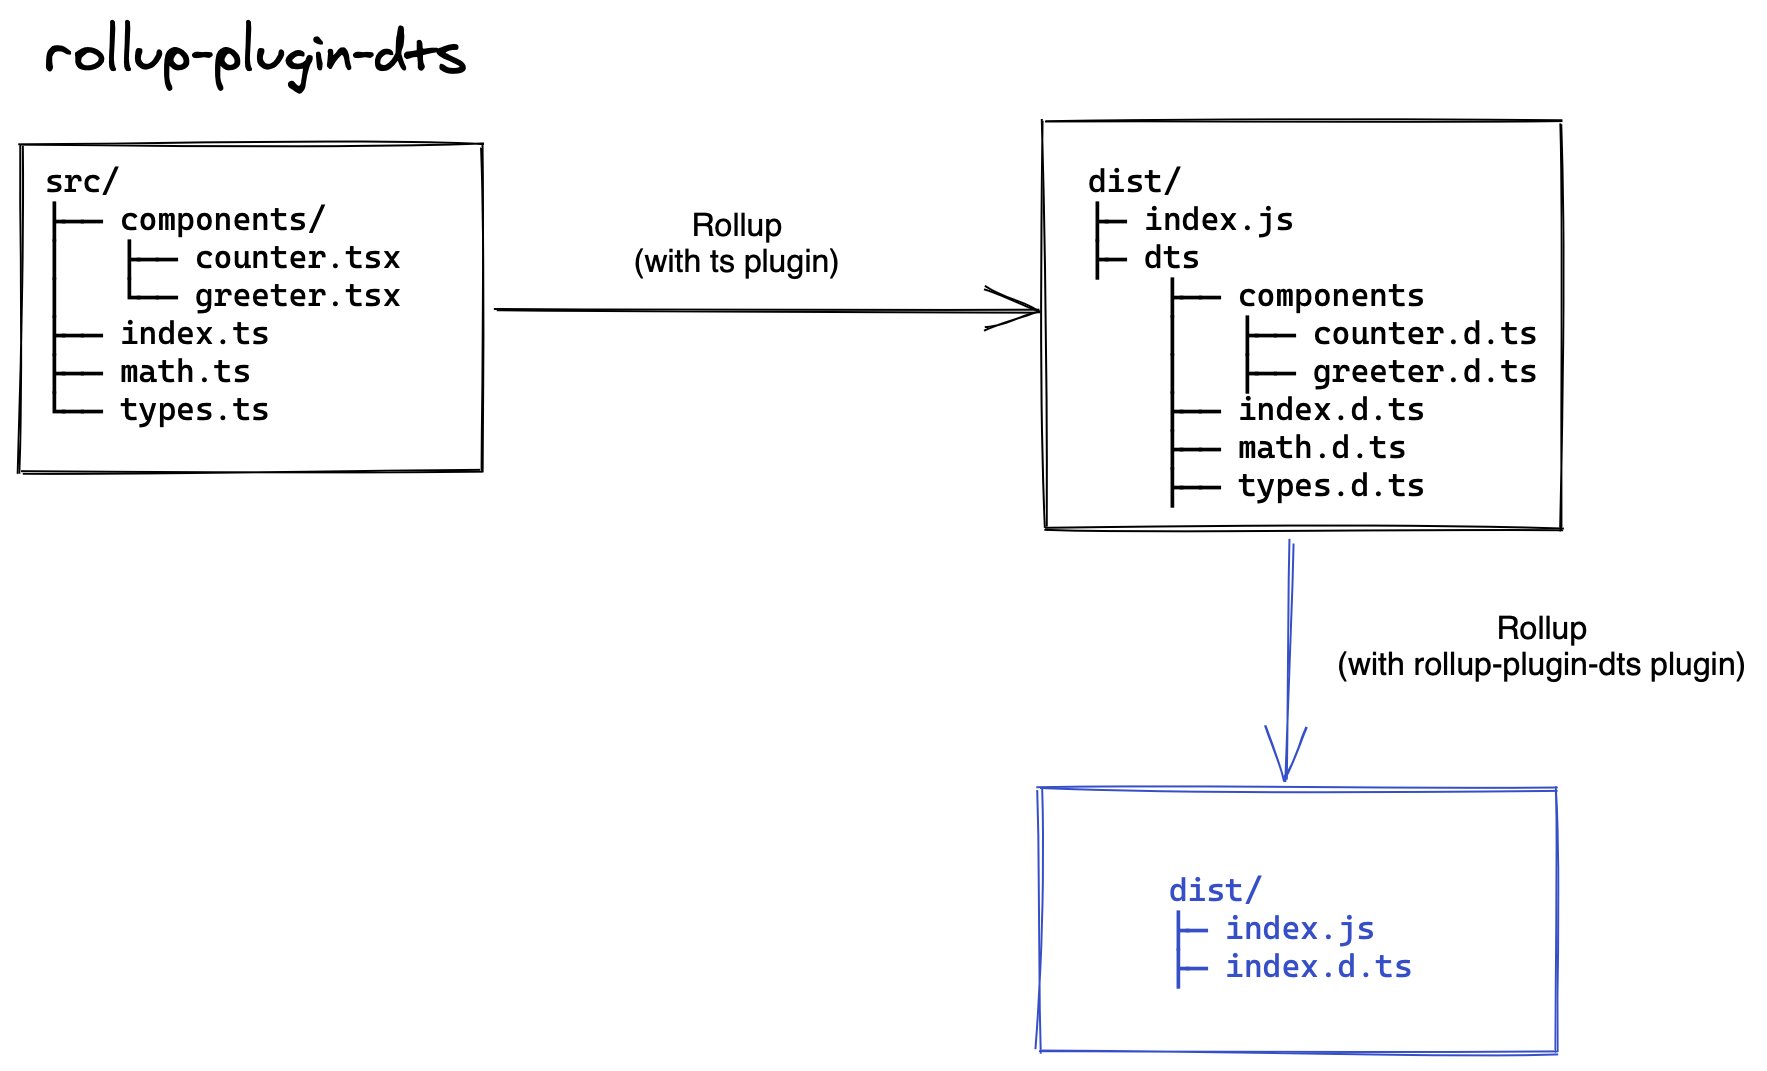 rollup-plugin-dts
src/
components/
counter.tsx
greeter.tsx
index.ts
math.ts
types.ts
Rollup
(with ts plugin)
dist/
index.js
dts
components
counter.d.ts
greeter.d.ts
index.d.ts
math.d.ts
types.d.ts
Rollup
(with rollup-plugin-dts plugin)
dist/
index.js
index.d.ts